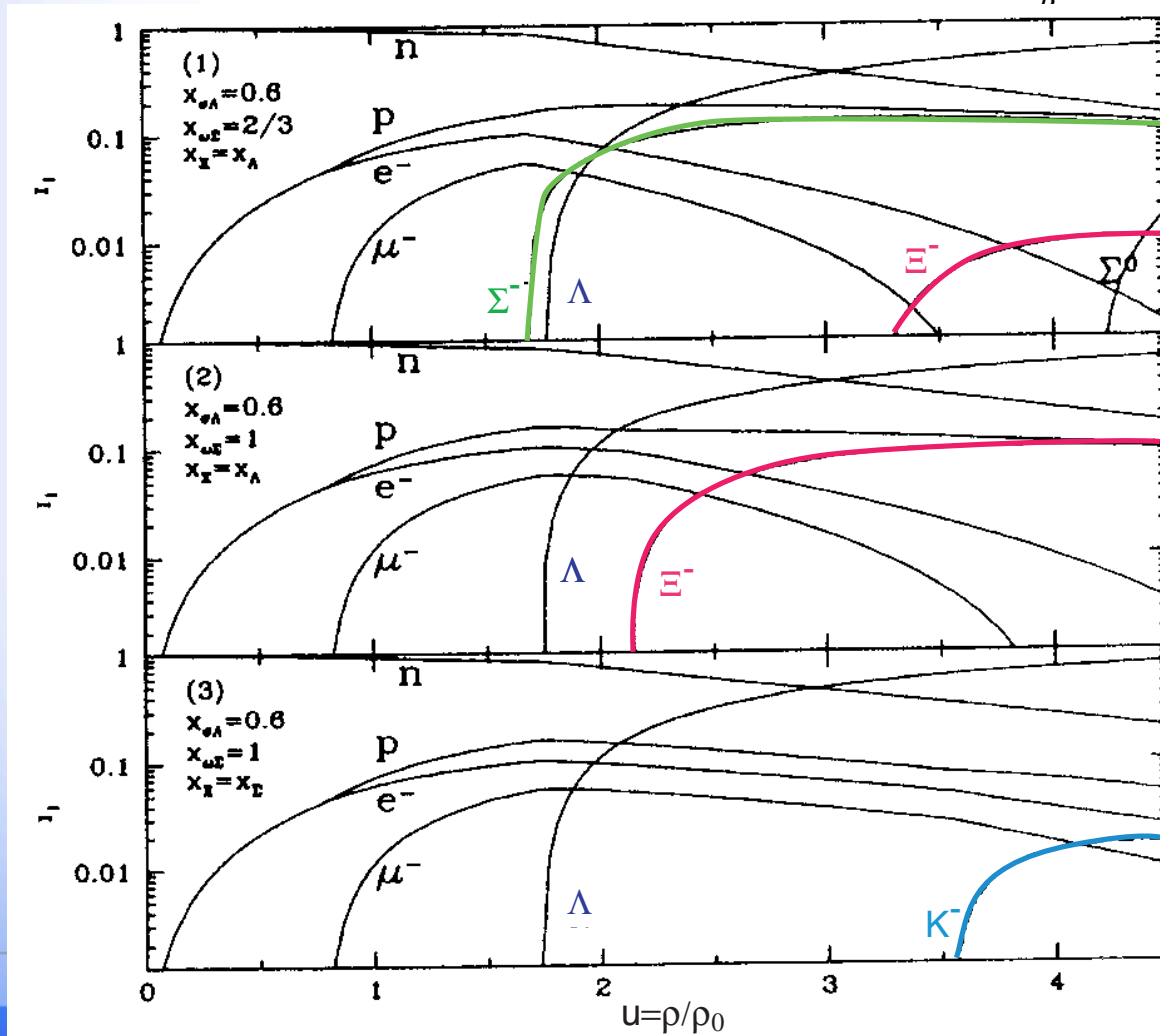 n
1
(1)
x_σΛ=0.6
x_ωΣ=2/3
x_Ξ=x_Λ
n
p
e⁻
μ⁻
Σ⁻
Λ
Ξ⁻
Σ⁰
0.1
0.01
1
(2)
x_σΛ=0.6
x_ωΣ=1
x_Ξ=x_Λ
n
p
e⁻
μ⁻
Λ
Ξ⁻
0.1
0.01
1
(3)
x_σΛ=0.6
x_ωΣ=1
x_Ξ=x_Σ
n
p
e⁻
μ⁻
Λ
K⁻
0.1
0.01
0 1 2 3 4
u=ρ/ρ₀